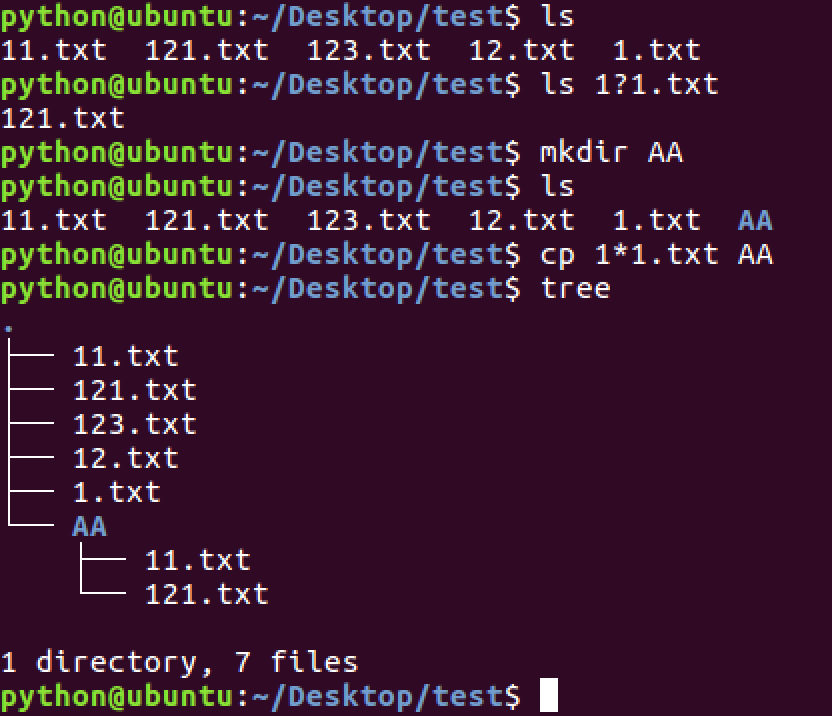 python@ubuntu:~/Desktop/test$ ls
11.txt  121.txt  123.txt  12.txt  1.txt
python@ubuntu:~/Desktop/test$ ls 1?1.txt
121.txt
python@ubuntu:~/Desktop/test$ mkdir AA
python@ubuntu:~/Desktop/test$ ls
11.txt  121.txt  123.txt  12.txt  1.txt  AA
python@ubuntu:~/Desktop/test$ cp 1*1.txt AA
python@ubuntu:~/Desktop/test$ tree
.
├── 11.txt
├── 121.txt
├── 123.txt
├── 12.txt
├── 1.txt
└── AA
    ├── 11.txt
    └── 121.txt

1 directory, 7 files
python@ubuntu:~/Desktop/test$